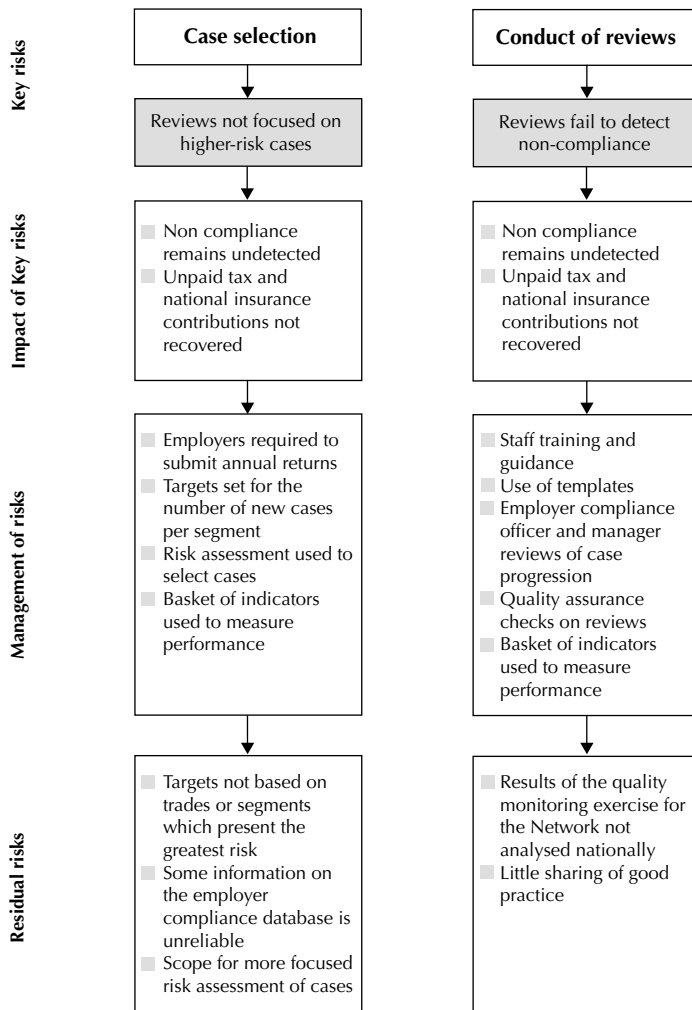 Key risks
Case selection
Reviews not focused on
higher-risk cases
Conduct of reviews
Reviews fail to detect
non-compliance
Impact of Key risks
Non compliance
remains undetected
Unpaid tax and
national insurance
contributions not
recovered
Non compliance
remains undetected
Unpaid tax and
national insurance
contributions not
recovered
Management of risks
Employers required to
submit annual returns
Targets set for the
number of new cases
per segment
Risk assessment used to
select cases
Basket of indicators
used to measure
performance
Staff training and
guidance
Use of templates
Employer compliance
officer and manager
reviews of case
progression
Quality assurance
checks on reviews
Basket of indicators
used to measure
performance
Residual risks
Targets not based on
trades or segments
which present the
greatest risk
Some information on
the employer
compliance database is
unreliable
Scope for more focused
risk assessment of cases
Results of the quality
monitoring exercise for
the Network not
analysed nationally
Little sharing of good
practice